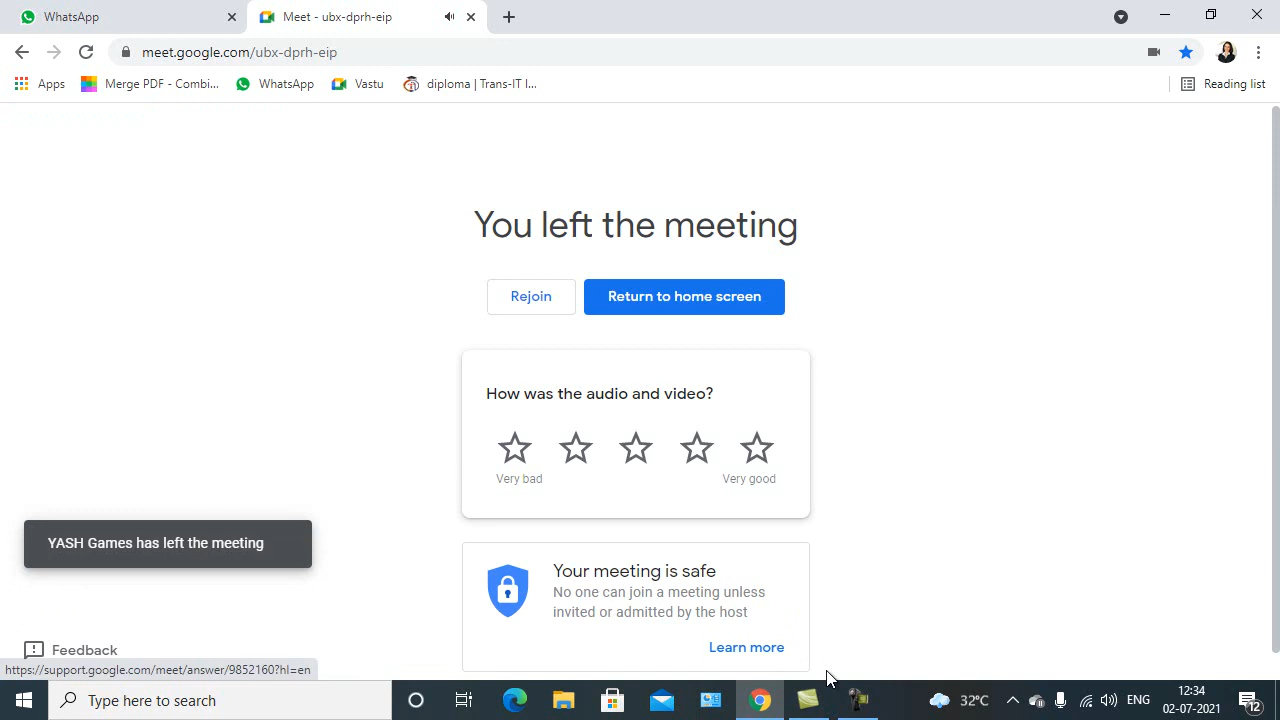 WhatsApp
Meet - ubx-dprh-eip
meet.google.com/ubx-dprh-eip
Apps
Merge PDF - Combi...
WhatsApp
Vastu
diploma | Trans-IT I...
Reading list
You left the meeting
Rejoin
Return to home screen
How was the audio and video?
Very bad
Very good
YASH Games has left the meeting
Your meeting is safe
No one can join a meeting unless
invited or admitted by the host
Learn more
Feedback
https://support.google.com/meet/answer/9852160?hl=en
Type here to search
32°C
ENG
12:34
02-07-2021
12